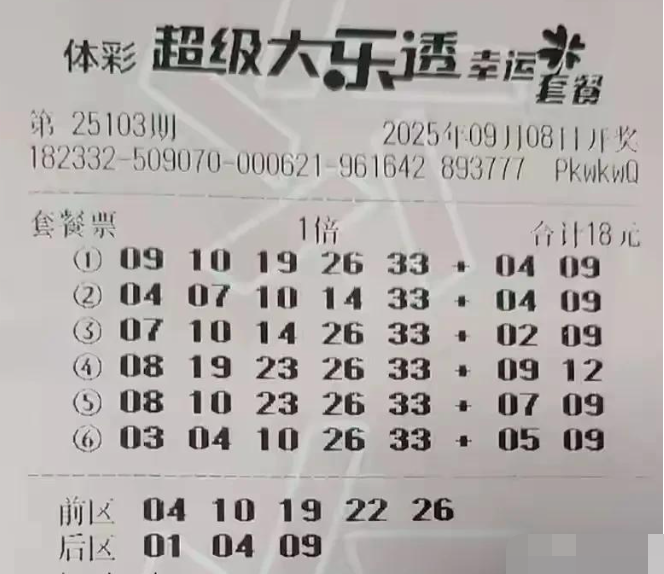 体彩 超级大乐透 幸运套餐
第 25103期 2025年09月08日开奖
182332-509070-000621-961642 893777 PkwkwQ
套餐票 1倍 合计18元
① 09 10 19 26 33 + 04 09
② 04 07 10 14 33 + 04 09
③ 07 10 14 26 33 + 02 09
④ 08 19 23 26 33 + 09 12
⑤ 08 10 23 26 33 + 07 09
⑥ 03 04 10 26 33 + 05 09
前区 04 10 19 22 26
后区 01 04 09